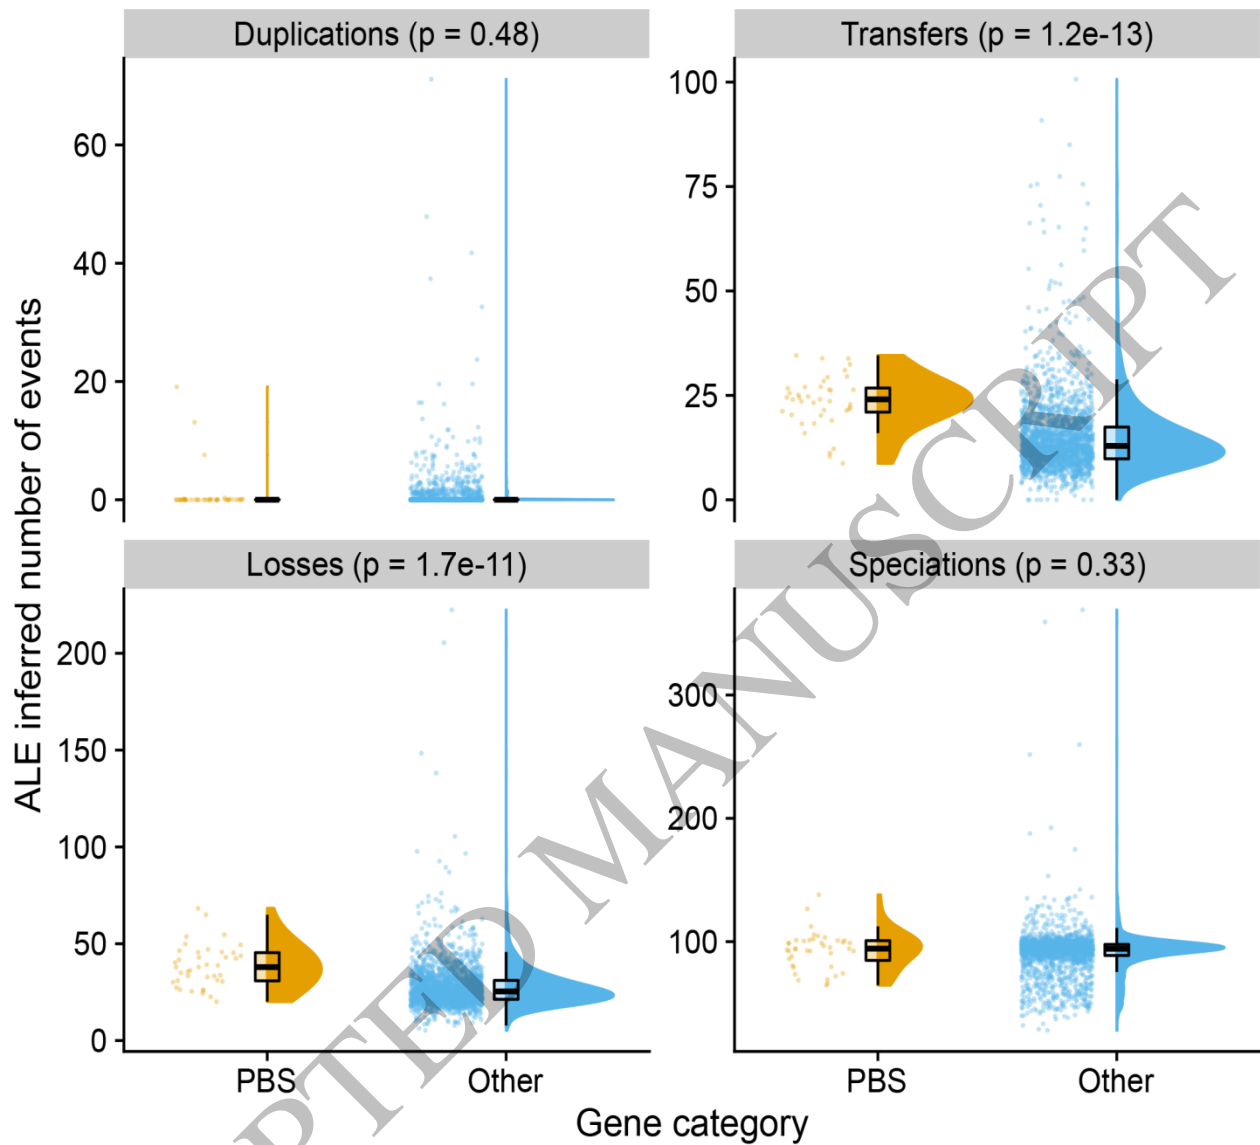 Duplications (p = 0.48)
Transfers (p = 1.2e-13)
60
40
20
0
100
75
50
25
0
Losses (p = 1.7e-11)
Speciations (p = 0.33)
200
150
100
50
0
300
200
100
ALE inferred number of events
PBS
Other
PBS
Other
Gene category
PTED MANUSCRIPT